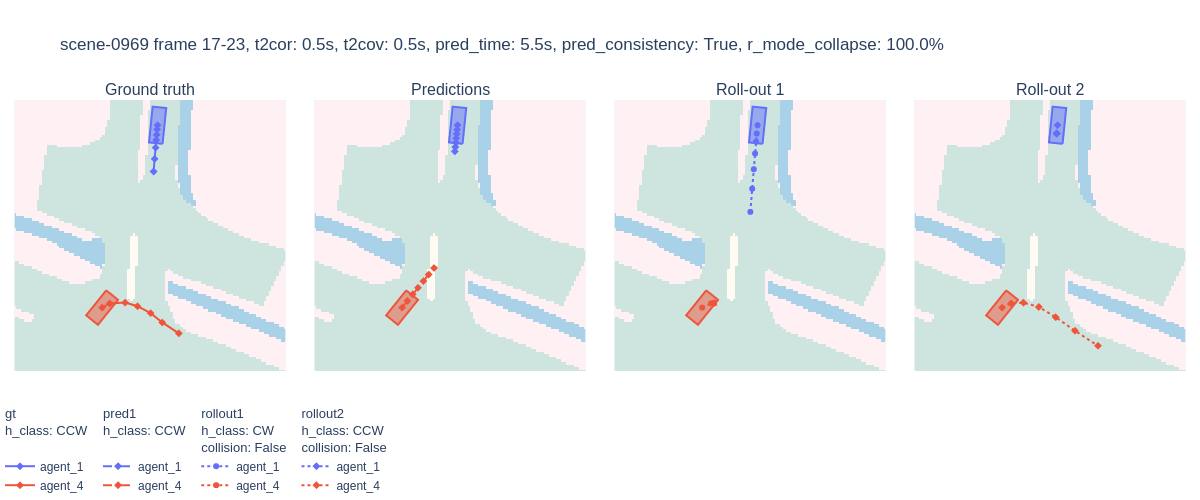 scene-0969 frame 17-23, t2cor: 0.5s, t2cov: 0.5s, pred_time: 5.5s, pred_consistency: True, r_mode_collapse: 100.0%
Ground truth
Predictions
Roll-out 1
Roll-out 2
gt
h_class: CCW
agent_1
agent_4
pred1
h_class: CCW
agent_1
agent_4
rollout1
h_class: CW
collision: False
agent_1
agent_4
rollout2
h_class: CCW
collision: False
agent_1
agent_4